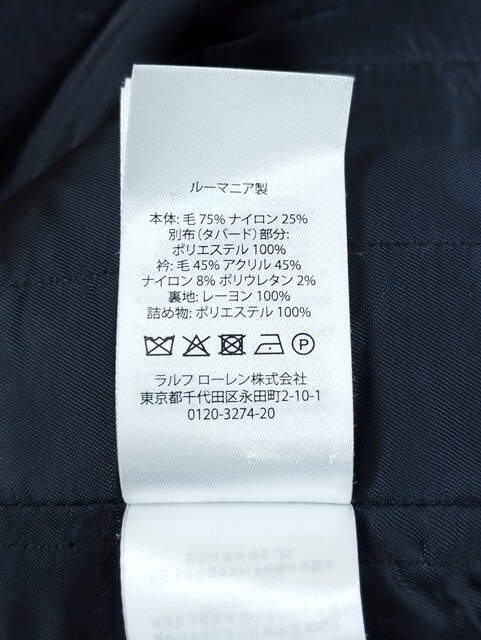 ルーマニア製
本体: 毛 75% ナイロン 25%
別布 (タバード) 部分:
ポリエステル 100%
衿: 毛 45% アクリル 45%
ナイロン 8% ポリウレタン 2%
裏地: レーヨン 100%
詰め物: ポリエステル 100%
P
ラルフ ローレン株式会社
東京都千代田区永田町2-10-1
0120-3274-20